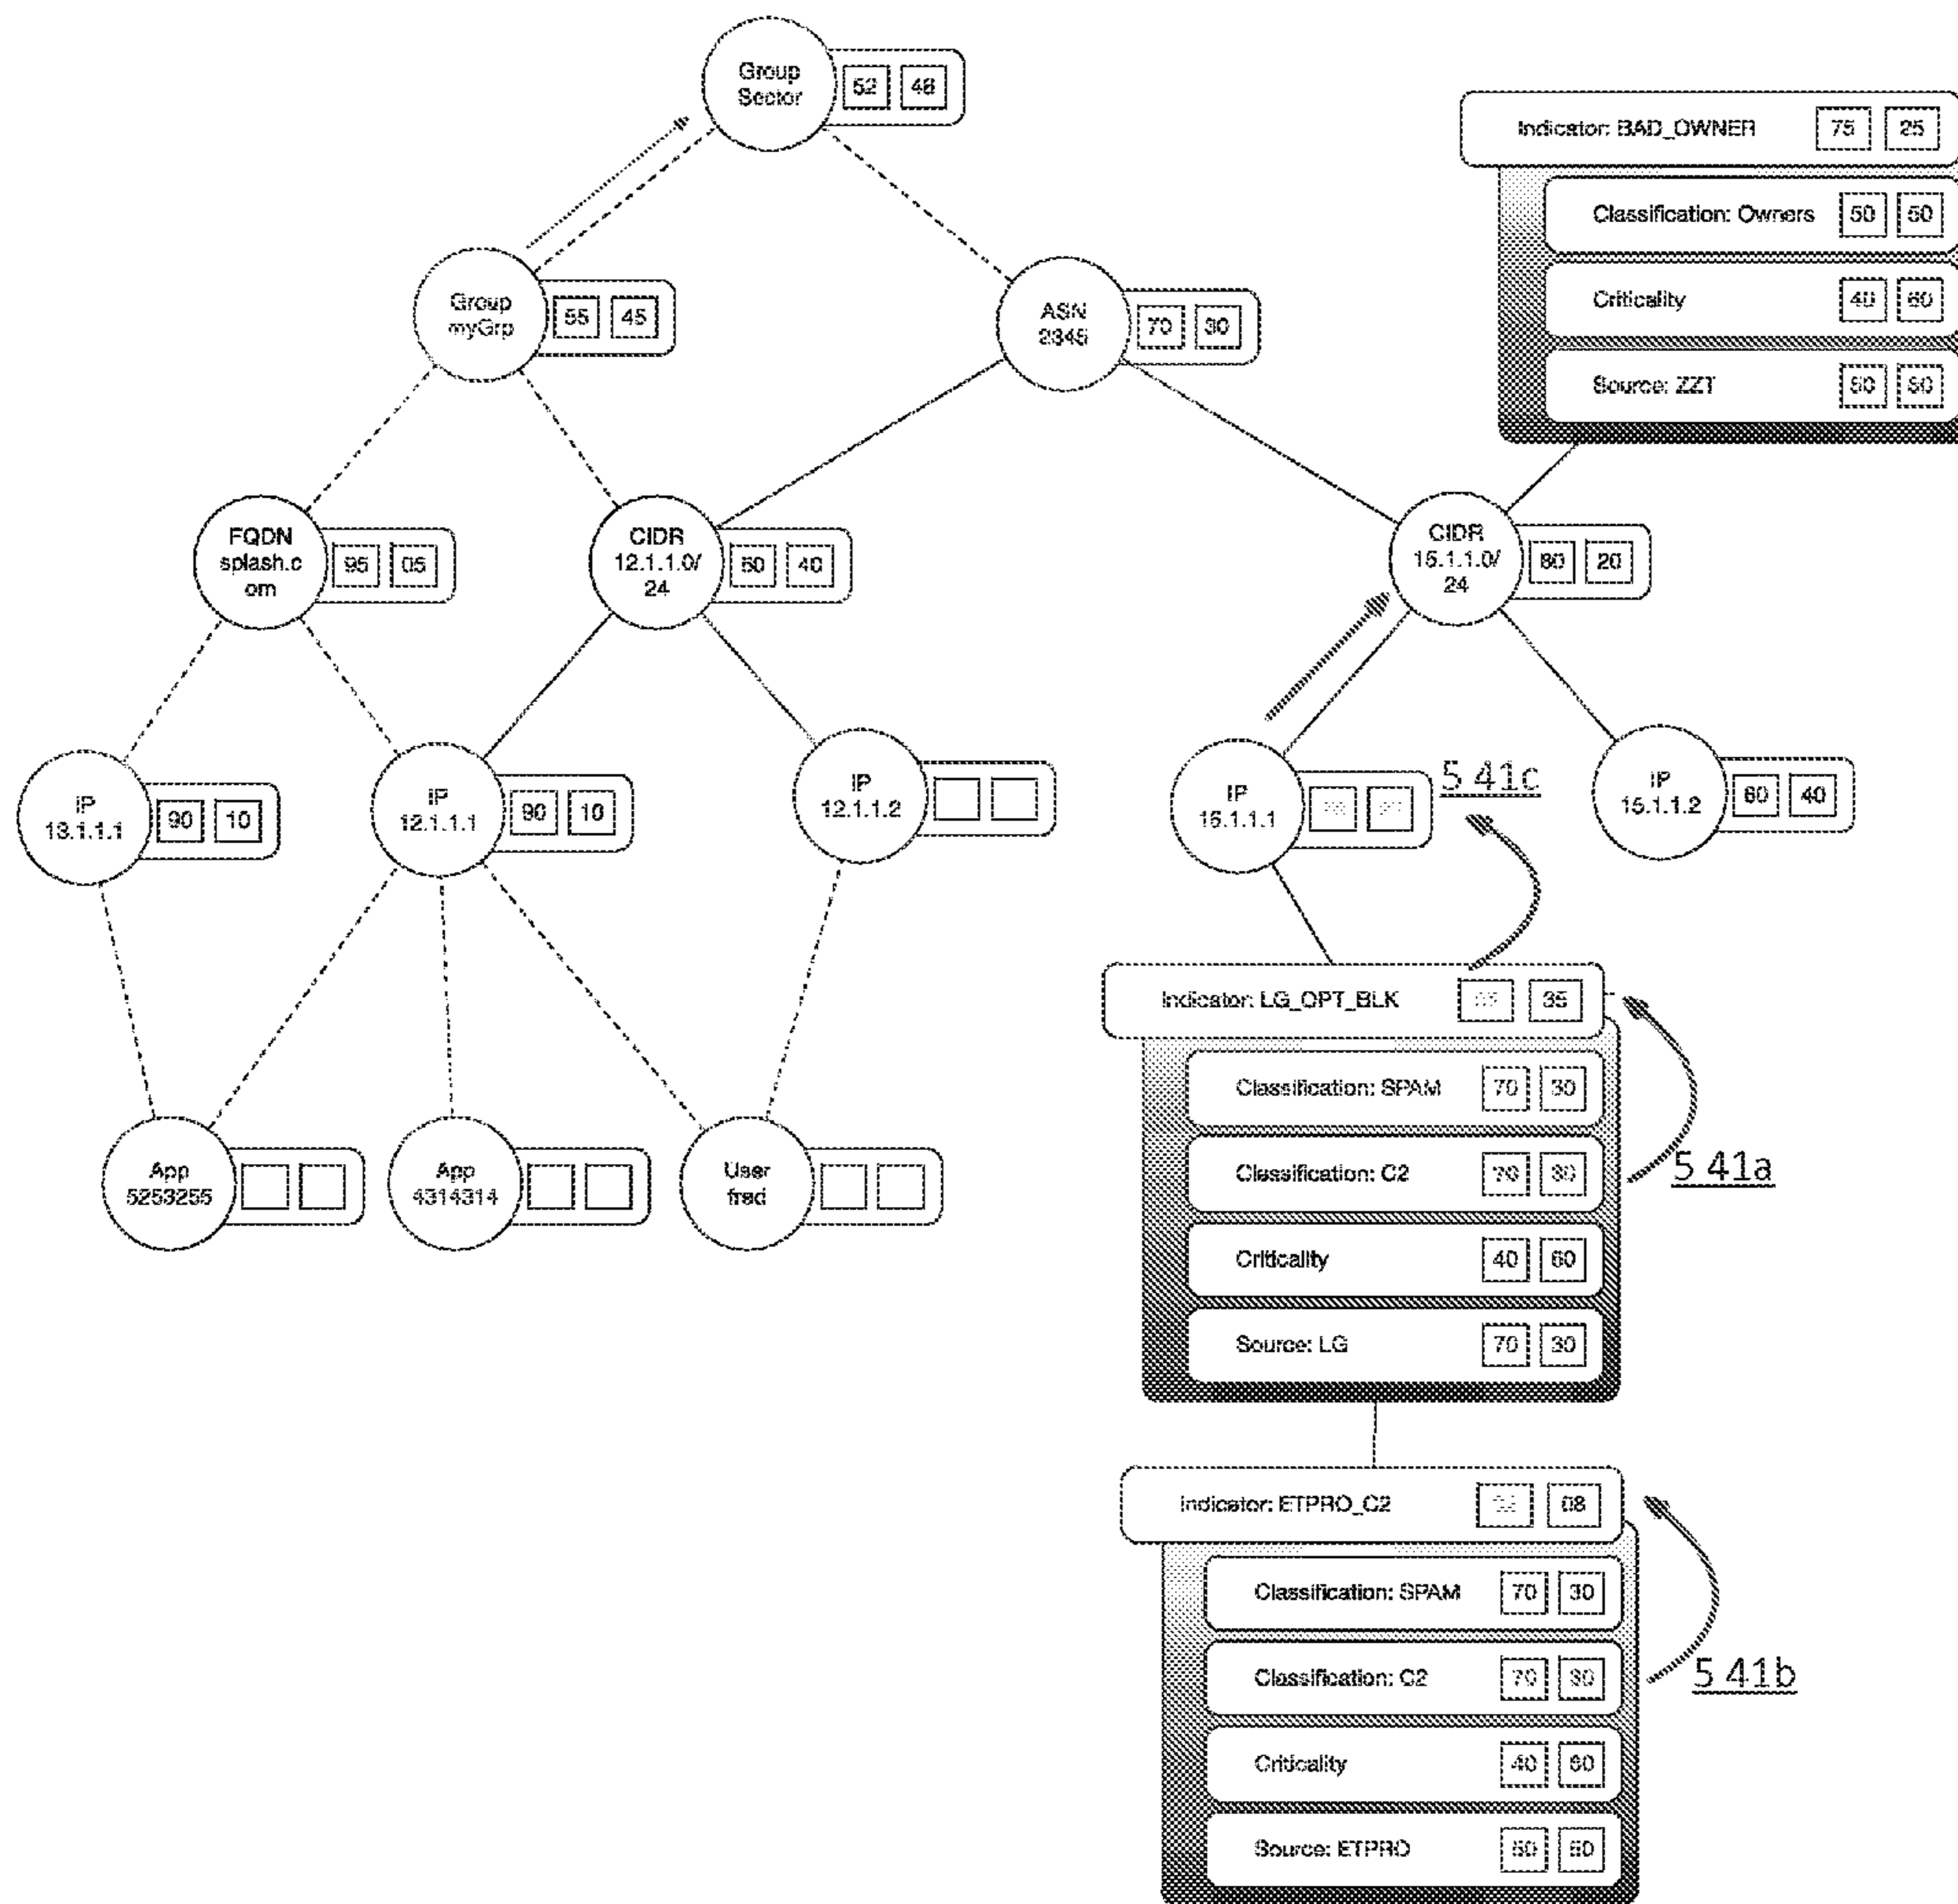 Group
Sector
52 48
Indicator: BAD_OWNER 75 25
Classification: Owners 50 50
Criticality 40 60
Source: ZZT 50 50
Group
myGrp
55 45
ASN
2345
70 30
FQDN
splash.c
om
95 05
CIDR
12.1.1.0/
24
60 40
CIDR
15.1.1.0/
24
80 20
IP
13.1.1.1
90 10
IP
12.1.1.1
90 10
IP
12.1.1.2
IP
15.1.1.1
5 41c
IP
15.1.1.2
60 40
Indicator: LG_OPT_BLK 35
Classification: SPAM 70 30
Classification: C2 70 30
5 41a
Criticality 40 60
Source: LG 70 30
App
5253255
App
4314314
User
fred
Indicator: ETPRO_C2 08
Classification: SPAM 70 30
Classification: C2 70 30
5 41b
Criticality 40 60
Source: ETPRO 50 50